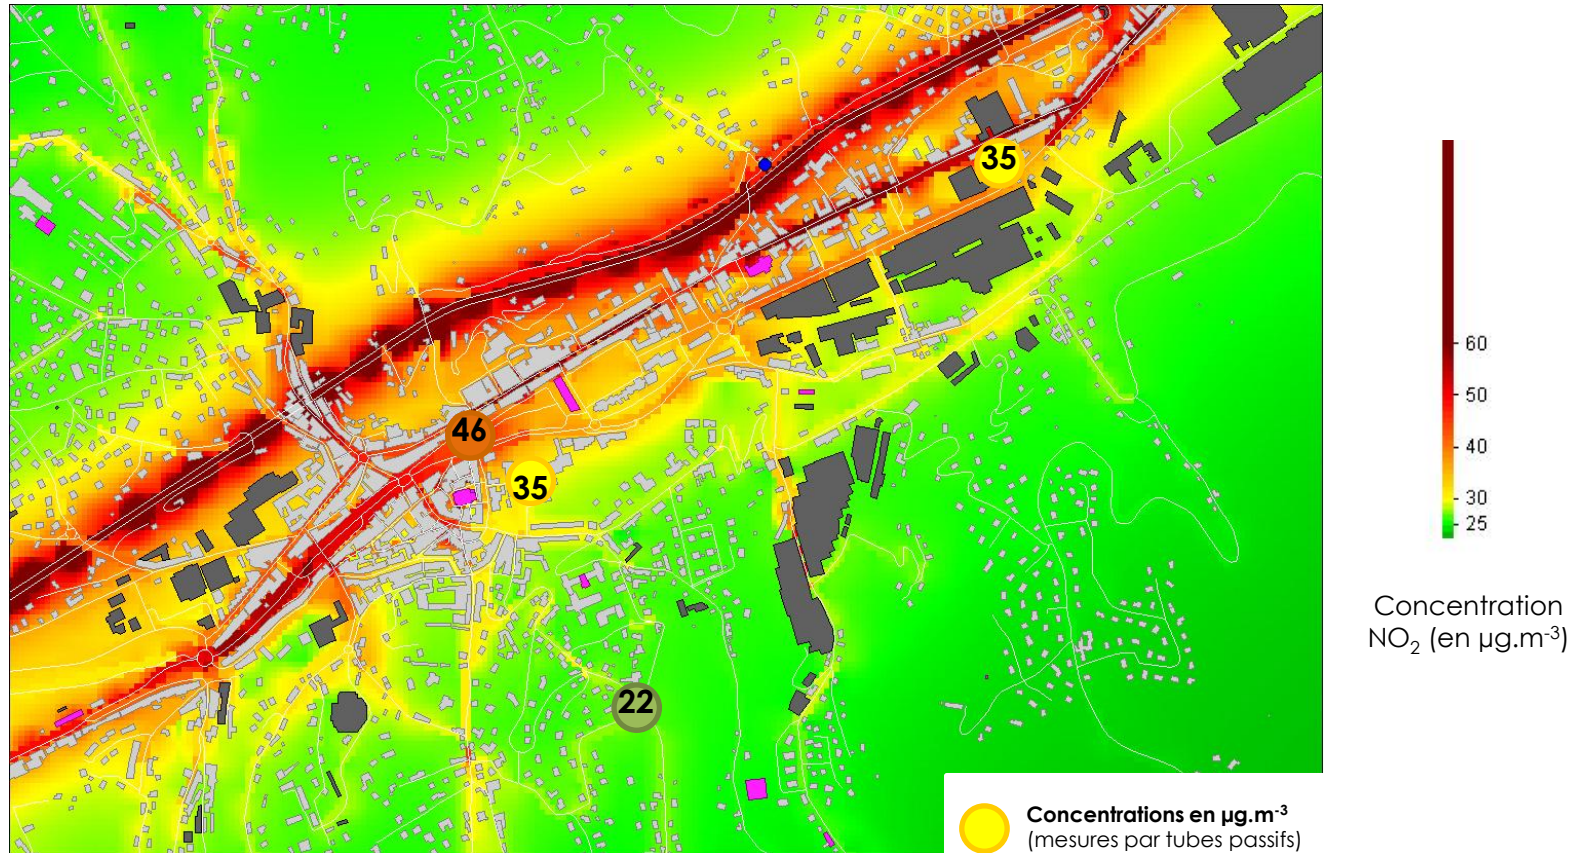 35
60
50
46
40
35
30
25
Concentration
NO₂ (en µg.m⁻³)
22
Concentrations en µg.m⁻³
(mesures par tubes passifs)